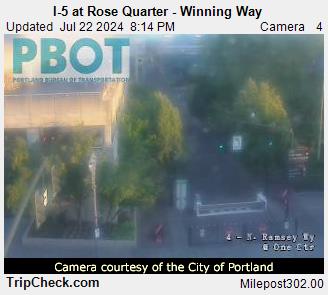 I-5 at Rose Quarter - Winning Way
Updated Jul 22 2024 8:14 PM Camera 4
PBOT
PORTLAND BUREAU OF TRANSPORTATION
4 - N. Ramsey Wy
@ One Ctr
Camera courtesy of the City of Portland
TripCheck.com Milepost302.00